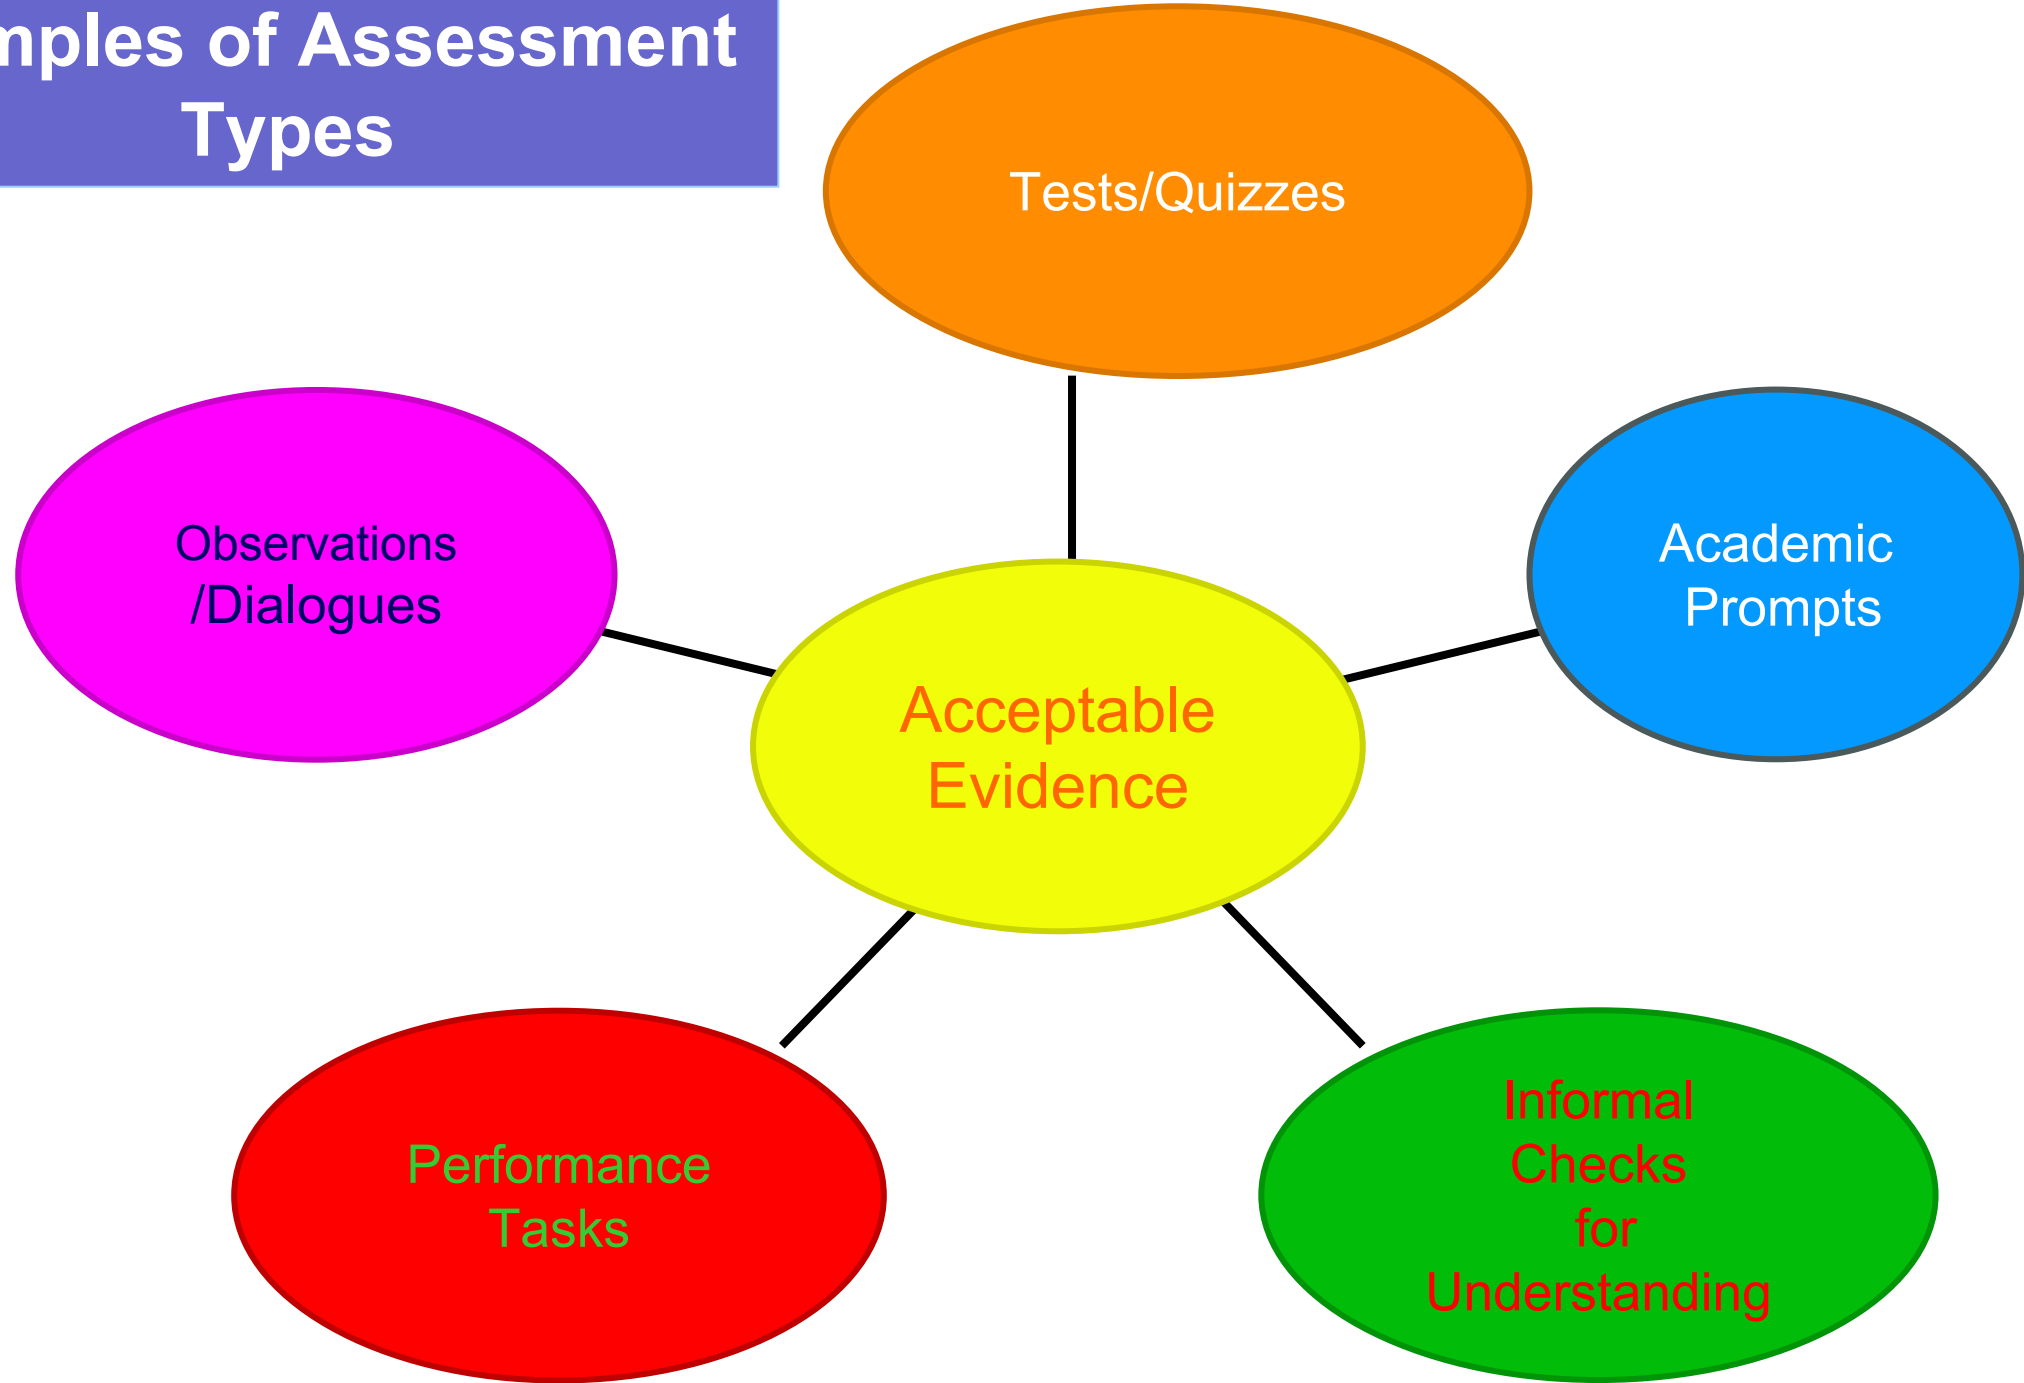 mples of Assessment
Types
Tests/Quizzes
Observations
/Dialogues
Academic
Prompts
Acceptable
Evidence
Performance
Tasks
Informal
Checks
for
Understanding